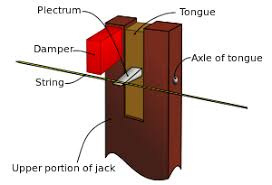 Plectrum
Tongue
Damper
Axle of tongue
String
Upper portion of jack